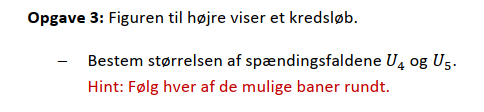 Opgave 3: Figuren til højre viser et kredsløb.
– Bestem størrelsen af spændingsfaldene U₄ og U₅.
Hint: Følg hver af de mulige baner rundt.